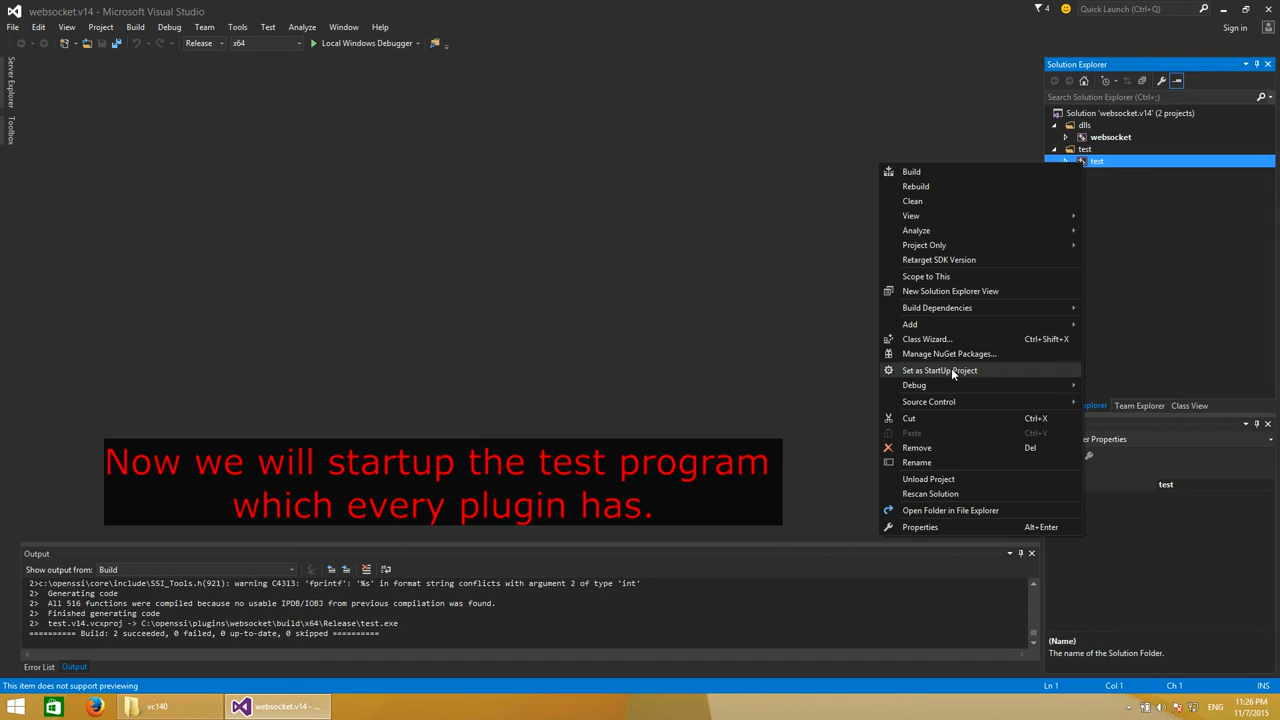 websocket.v14 - Microsoft Visual Studio
4
Quick Launch (Ctrl+Q)
File Edit View Project Build Debug Team Tools Test Analyze Window Help
Sign in
Release x64 Local Windows Debugger
Server Explorer
Toolbox
Solution Explorer
Search Solution Explorer (Ctrl+;)
Solution 'websocket.v14' (2 projects)
dlls
websocket
test
test
Build
Rebuild
Clean
View
Analyze
Project Only
Retarget SDK Version
Scope to This
New Solution Explorer View
Build Dependencies
Add
Class Wizard... Ctrl+Shift+X
Manage NuGet Packages...
Set as StartUp Project
Debug
Source Control
Cut Ctrl+X
Paste Ctrl+V
Remove Del
Rename
Unload Project
Rescan Solution
Open Folder in File Explorer
Properties Alt+Enter
xplorer Team Explorer Class View
er Properties
test
(Name)
The name of the Solution Folder.
Now we will startup the test program
which every plugin has.
Output
Show output from: Build
2>c:\openssi\core\include\SSI_Tools.h(921): warning C4313: 'fprintf': '%s' in format string conflicts with argument 2 of type 'int'
2> Generating code
2> All 516 functions were compiled because no usable IPDB/IOBJ from previous compilation was found.
2> Finished generating code
2> test.v14.vcxproj -> C:\openssi\plugins\websocket\build\x64\Release\test.exe
========== Build: 2 succeeded, 0 failed, 0 up-to-date, 0 skipped ==========
Error List Output
This item does not support previewing Ln 1 Col 1 Ch 1 INS
vc140 websocket.v14 - ... ENG 11:26 PM
11/7/2015